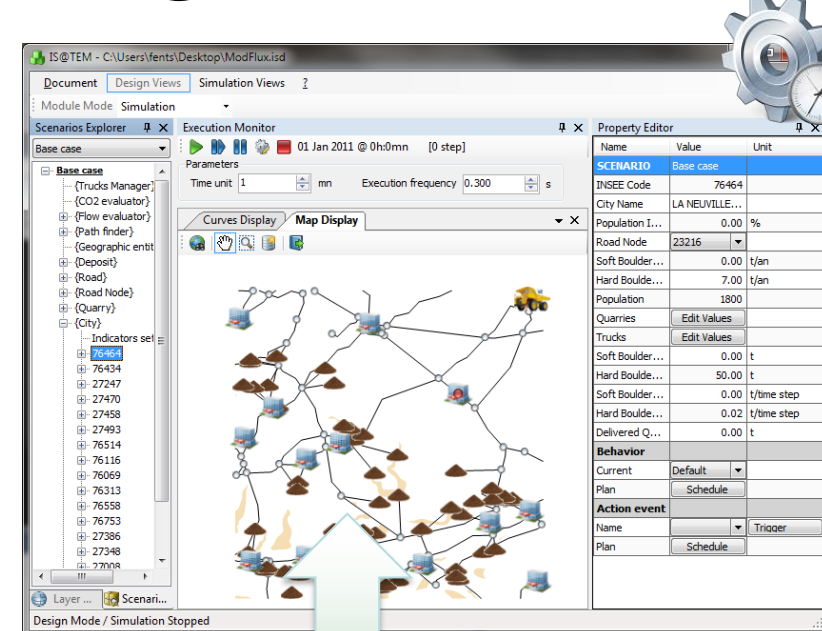 IS@TEM - C:\Users\fents\Desktop\ModFlux.isd
Document Design Views Simulation Views ?
Module Mode Simulation
Scenarios Explorer
Base case
Base case
{Trucks Manager}
{CO2 evaluator}
{Flow evaluator}
{Path finder}
{Geographic entit
{Deposit}
{Road}
{Road Node}
{Quarry}
{City}
Indicators set
76464
76434
27247
27470
27458
27493
76514
76116
76069
76313
76558
76753
27386
27348
27008
Layer ... Scenari...
Execution Monitor
01 Jan 2011 @ 0h:0mn [0 step]
Parameters
Time unit 1 mn Execution frequency 0.300 s
Curves Display Map Display
Property Editor
Name Value Unit
SCENARIO Base case
INSEE Code 76464
City Name LA NEUVILLE...
Population I... 0.00 %
Road Node 23216
Soft Boulder... 0.00 t/an
Hard Boulde... 7.00 t/an
Population 1800
Quarries Edit Values
Trucks Edit Values
Soft Boulder... 0.00 t
Hard Boulde... 50.00 t
Soft Boulder... 0.00 t/time step
Hard Boulde... 0.02 t/time step
Delivered Q... 0.00 t
Behavior
Current Default
Plan Schedule
Action event
Name Trigger
Plan Schedule
Design Mode / Simulation Stopped